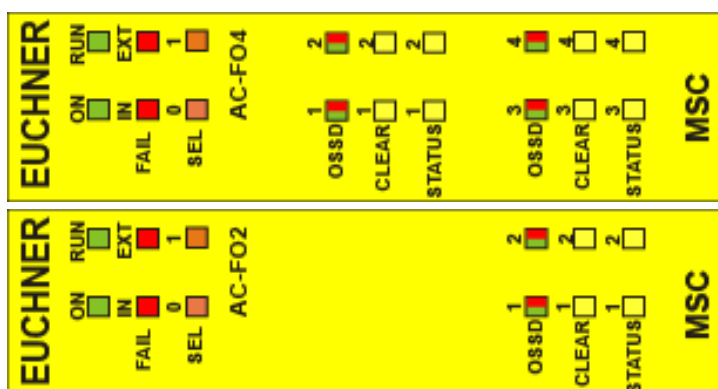 EUCHNER
ON RUN
IN EXT
FAIL
0 1
SEL
AC-FO4
1 2
OSSD
1 2
CLEAR
1 2
STATUS
3 4
OSSD
3 4
CLEAR
3 4
STATUS
MSC
EUCHNER
ON RUN
IN EXT
FAIL
0 1
SEL
AC-FO2
1 2
OSSD
1 2
CLEAR
1 2
STATUS
MSC